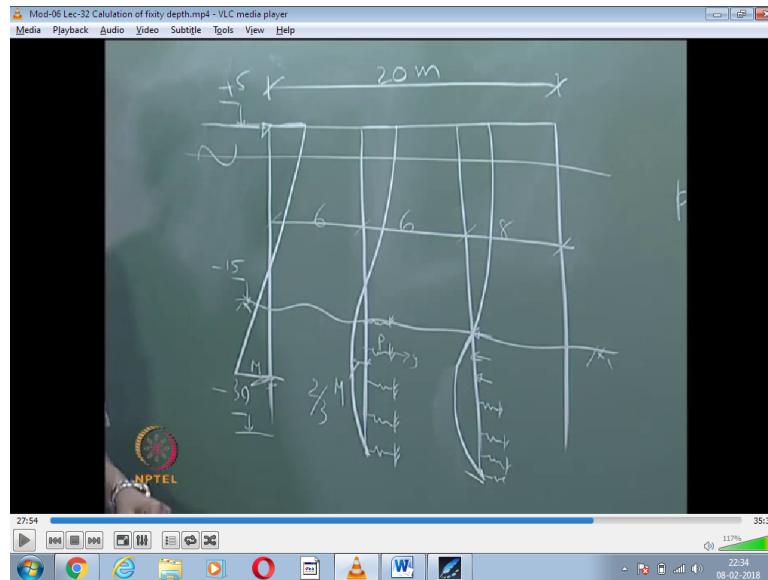 Mod-06 Lec-32 Calulation of fixity depth.mp4 - VLC media player
Media Playback Audio Video Subtitle Tools View Help
20 m
+5
6 6 8
-15
P y
M
2/3 M
-30
NPTEL
27:54
35:3
117%
22:34
08-02-2018